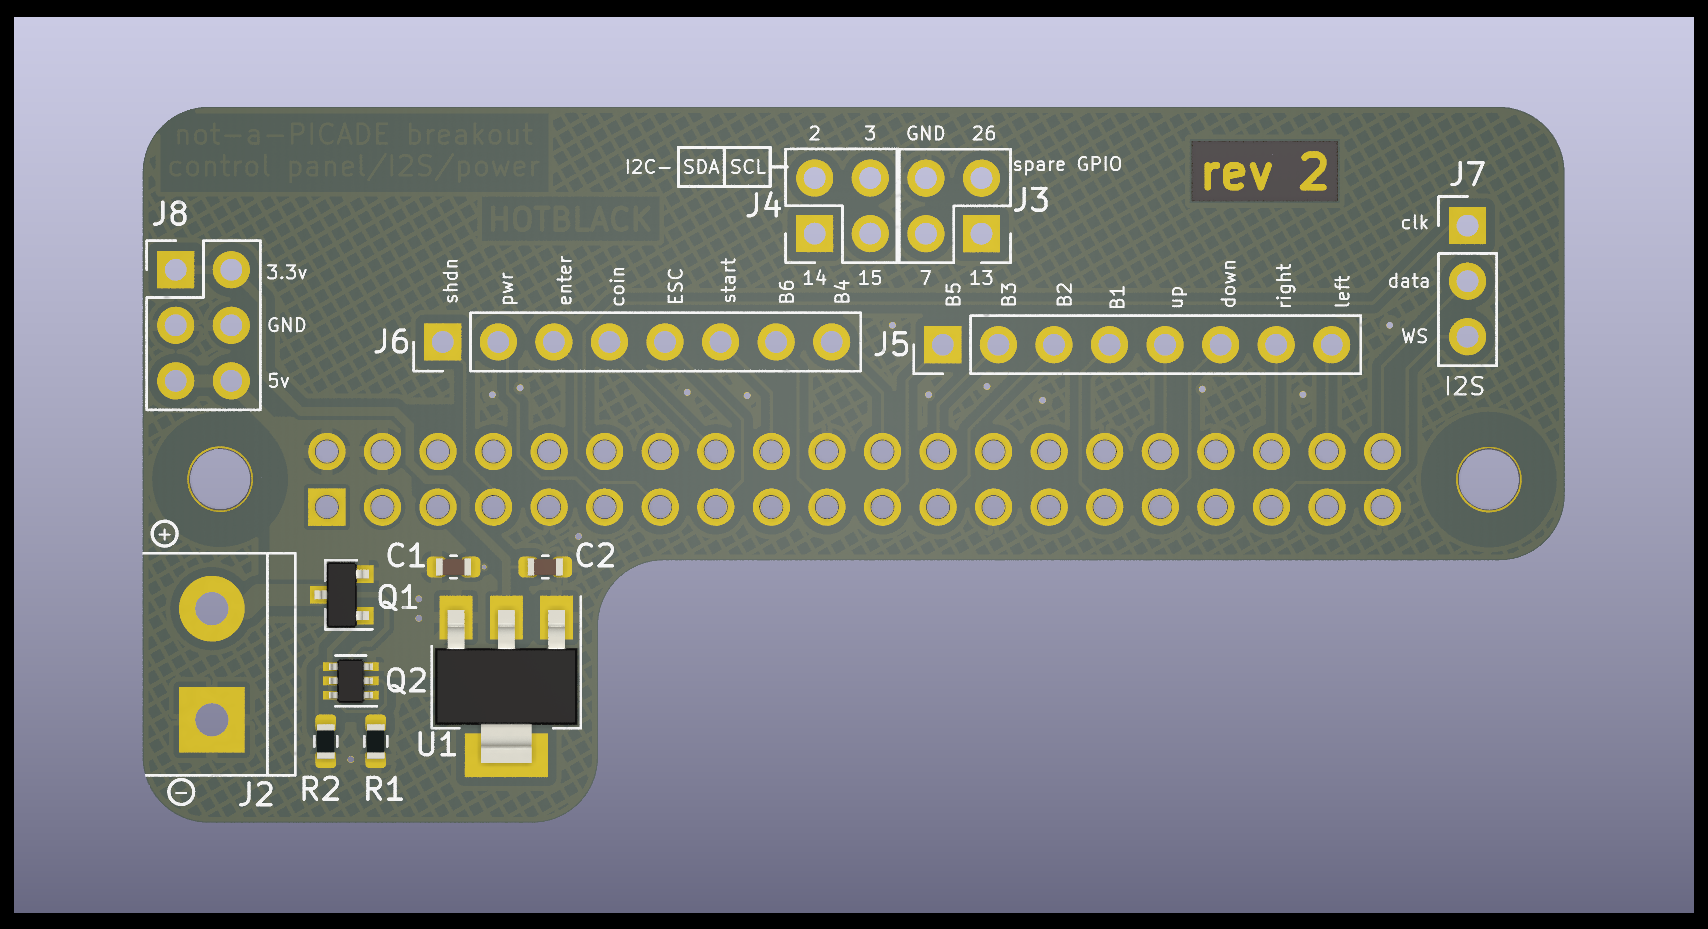 not-a-PICADE breakout
control panel/I2S/power
HOTBLACK
I2C- SDA SCL
2 3 GND 26
spare GPIO
J4
J3
14 15 7 13
rev 2
J7
clk
data
WS
I2S
J8
3.3v
GND
5v
shdn pwr enter coin ESC start B6 B4
J6
B5 B3 B2 B1 up down right left
J5
+
C1
C2
Q1
Q2
U1
R2
R1
J2
-